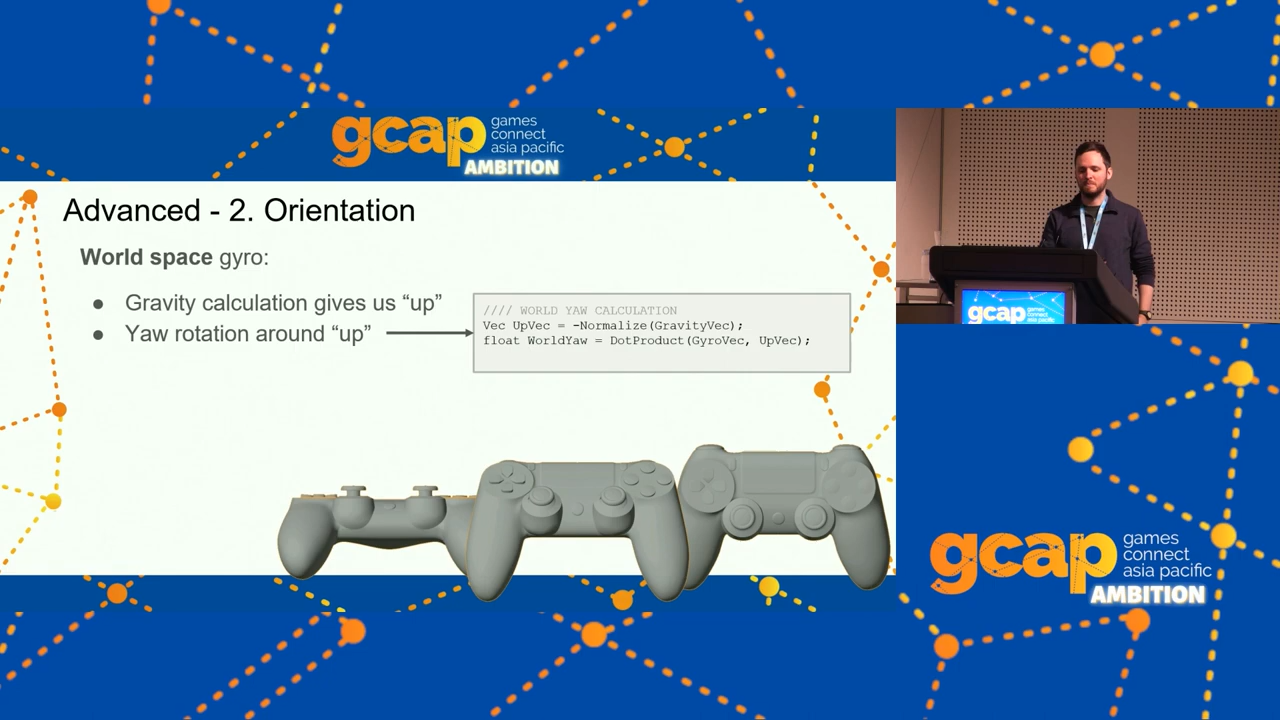 gcap
games
connect
asia pacific
AMBITION
Advanced - 2. Orientation
World space gyro:
● Gravity calculation gives us “up”
● Yaw rotation around “up”
//// WORLD YAW CALCULATION
Vec UpVec = -Normalize(GravityVec);
float WorldYaw = DotProduct(GyroVec, UpVec);
gcap
gcap
games
connect
asia pacific
AMBITION